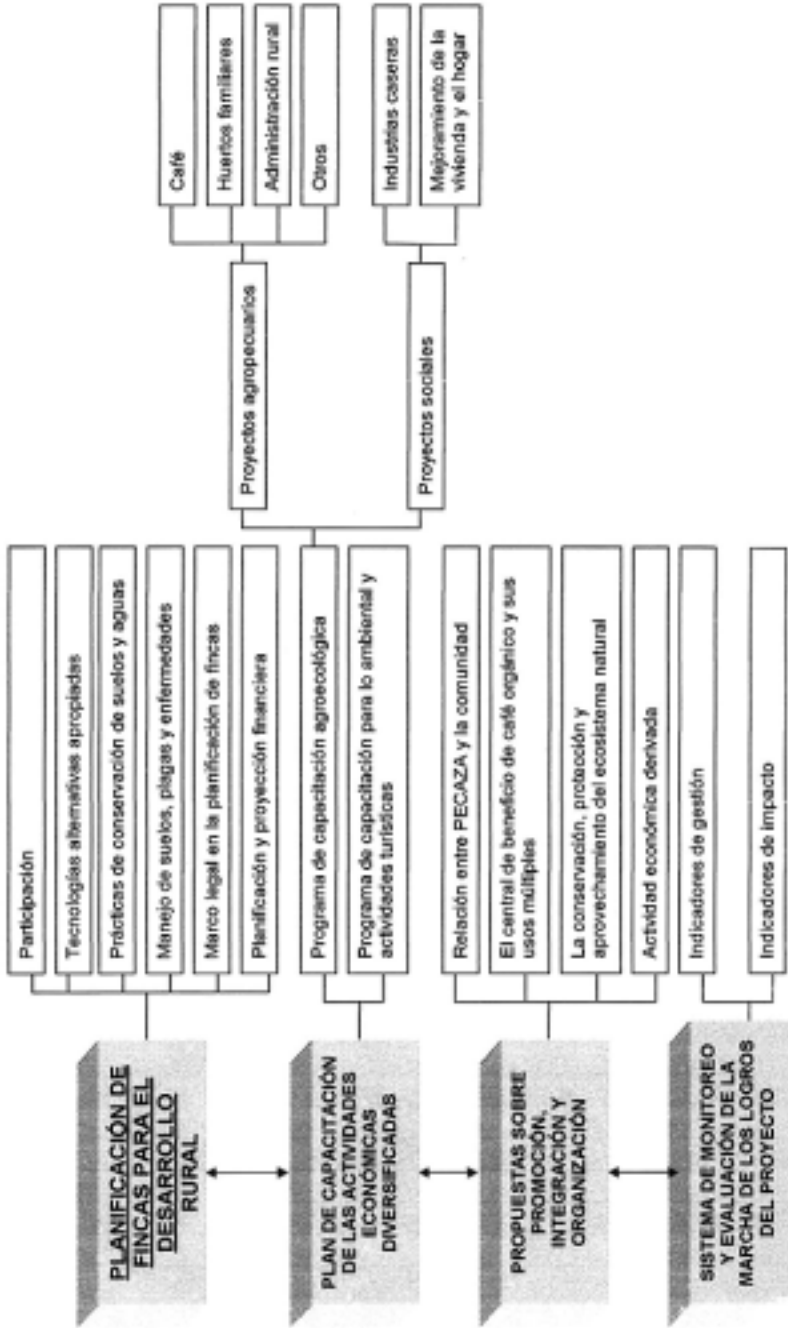 PLANIFICACIÓN DE
FINCAS PARA EL
DESARROLLO
RURAL
Participación
Tecnologías alternativas apropiadas
Prácticas de conservación de suelos y aguas
Manejo de suelos, plagas y enfermedades
Marco legal en la planificación de fincas
Planificación y proyección financiera
PLAN DE CAPACITACIÓN
DE LAS ACTIVIDADES
ECONÓMICAS
DIVERSIFICADAS
Programa de capacitación agroecológica
Programa de capacitación para lo ambiental y
actividades turísticas
Proyectos agropecuarios
Café
Huertos familiares
Administración rural
Otros
Proyectos sociales
Industrias caseras
Mejoramiento de la
vivienda y el hogar
PROPUESTAS SOBRE
PROMOCIÓN,
INTEGRACIÓN Y
ORGANIZACIÓN
Relación entre PECAZA y la comunidad
El central de beneficio de café orgánico y sus
usos múltiples
La conservación, protección y
aprovechamiento del ecosistema natural
Actividad económica derivada
SISTEMA DE MONITOREO
Y EVALUACIÓN DE LA
MARCHA DE LOS LOGROS
DEL PROYECTO
Indicadores de gestión
Indicadores de impacto